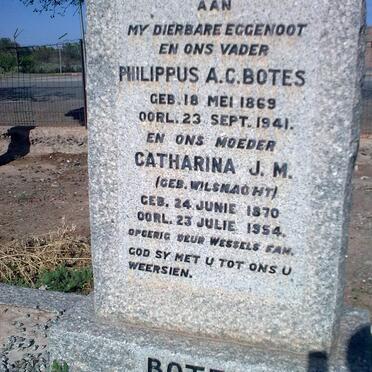 AAN
MY DIERBARE EGGENOOT
EN ONS VADER
PHILIPPUS A.C. BOTES
GEB. 18 MEI 1869
OORL. 23 SEPT. 1941.
EN ONS MOEDER
CATHARINA J. M.
(GEB. WILSNACHT)
GEB. 24 JUNIE 1870
OORL. 23 JULIE 1954.
OPGERIG DEUR WESSELS FAM.
GOD SY MET U TOT ONS U
WEERSIEN.